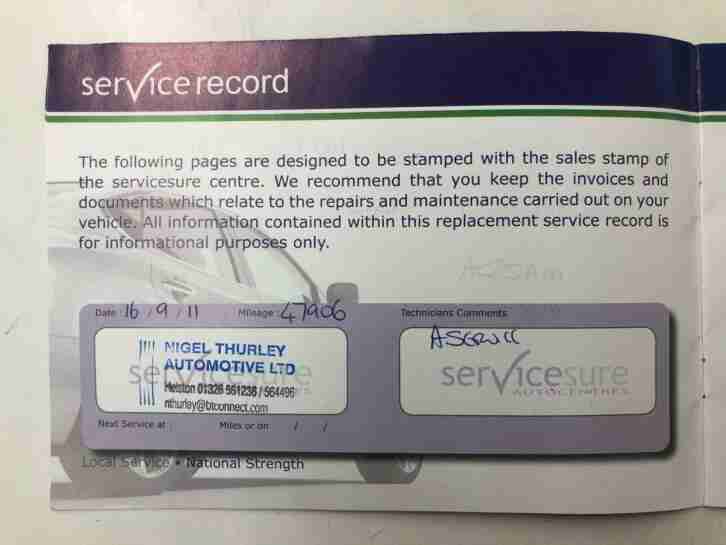 service record
The following pages are designed to be stamped with the sales stamp of
the servicesure centre. We recommend that you keep the invoices and
documents which relate to the repairs and maintenance carried out on your
vehicle. All information contained within this replacement service record is
for informational purposes only.
Date : 16 / 9 / 11 Mileage : 47906
NIGEL THURLEY
AUTOMOTIVE LTD
Helston 01326 561236 / 564496
nthurley@btconnect.com
Next Service at : Miles or on / /
Technicians Comments
servicesure
AUTOCENTRES
Local Service • National Strength